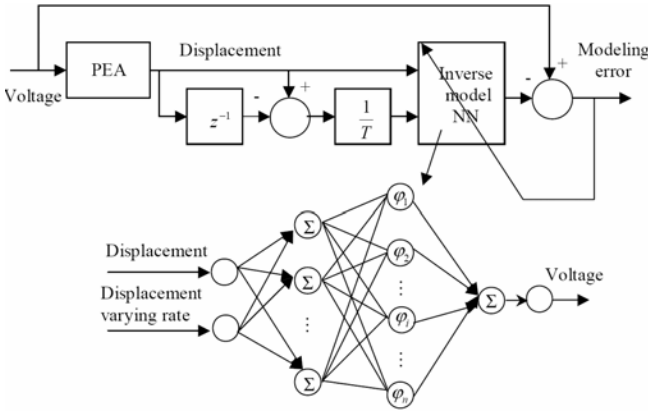 Voltage
PEA
Displacement
z⁻¹
-
+
1
T
Inverse
model
NN
-
+
Modeling
error
Displacement
Displacement
varying rate
Σ
Σ
⋮
Σ
φ₁
φ₂
⋮
φᵢ
⋮
φₙ
Σ
Voltage